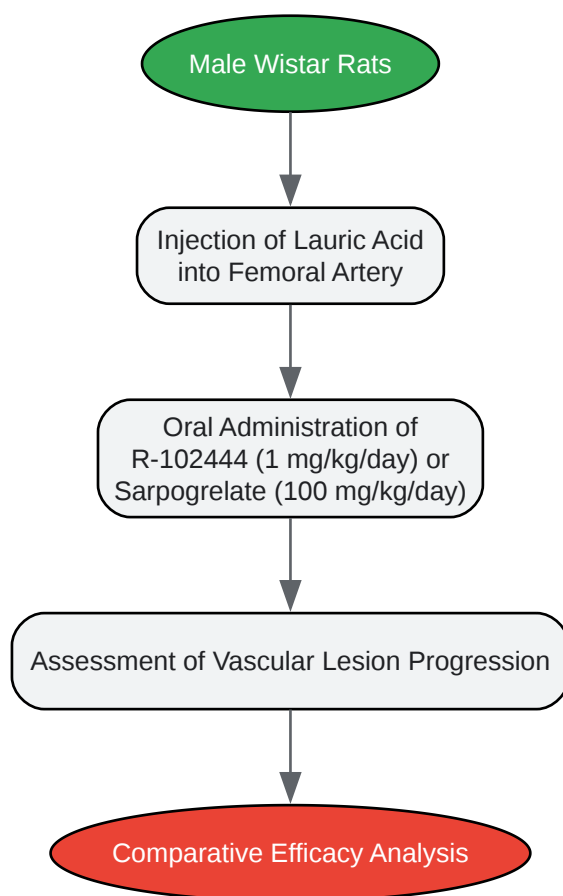 Male Wistar Rats
Injection of Lauric Acid
into Femoral Artery
Oral Administration of
R-102444 (1 mg/kg/day) or
Sarpogrelate (100 mg/kg/day)
Assessment of Vascular Lesion Progression
Comparative Efficacy Analysis